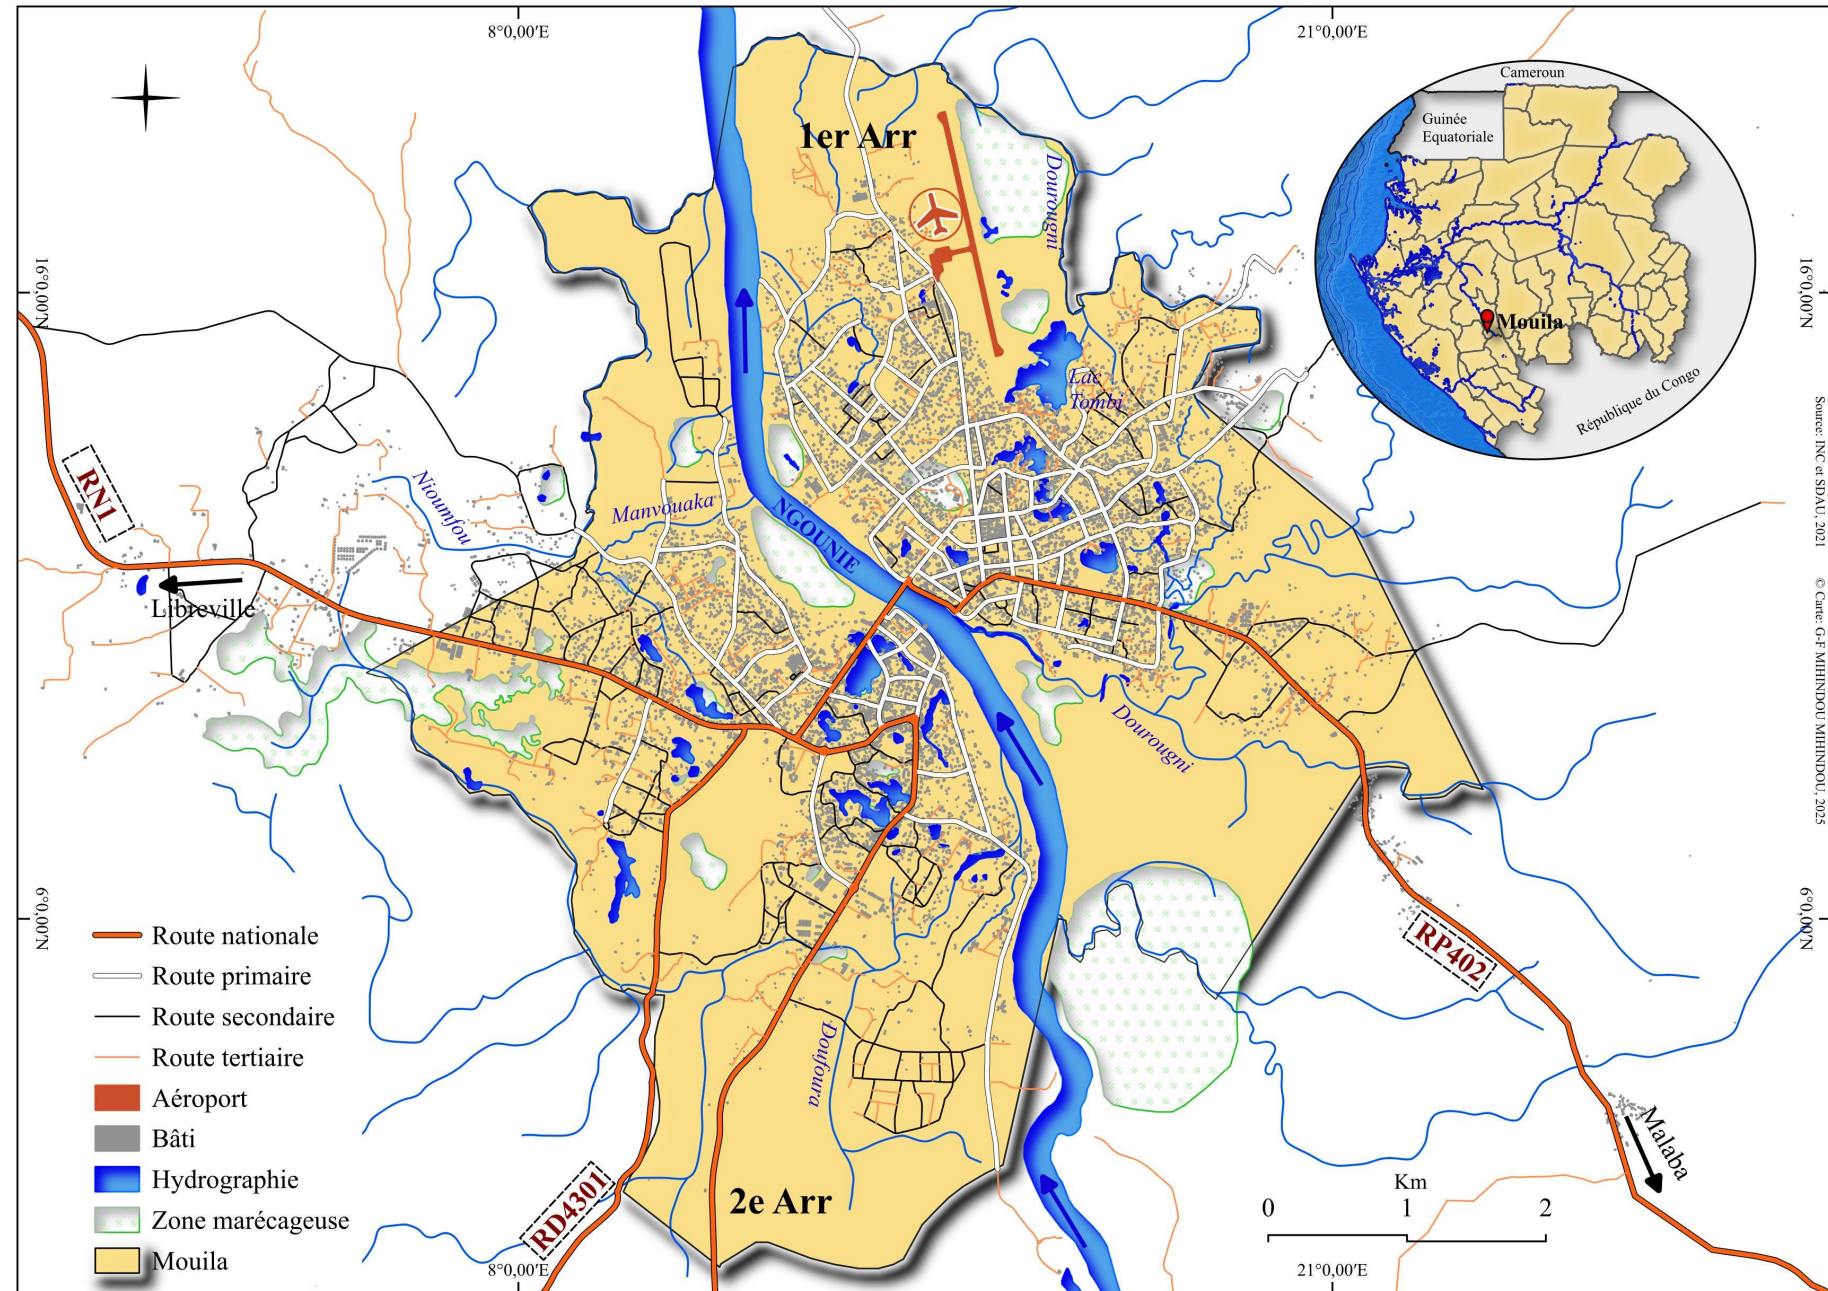 8°0,00'E
21°0,00'E
Cameroun
Guinée
Equatoriale
Mouila
République du Congo
1er Arr
Dourougni
16°0,00'N
16°0,00'N
Lac
Tombi
RN1
Nioumfou
Manvouaka
NGOUNIE
Libreville
Dourougni
Source: INC et SDAU, 2021 © Carte: G-F MIHINDOU MIHINDOU, 2025
6°0,00'N
6°0,00'N
RP402
Malaba
Doufoura
RD4301
2e Arr
Route nationale
Route primaire
Route secondaire
Route tertiaire
Aéroport
Bâti
Hydrographie
Zone marécageuse
Mouila
Km
0 1 2
8°0,00'E
21°0,00'E